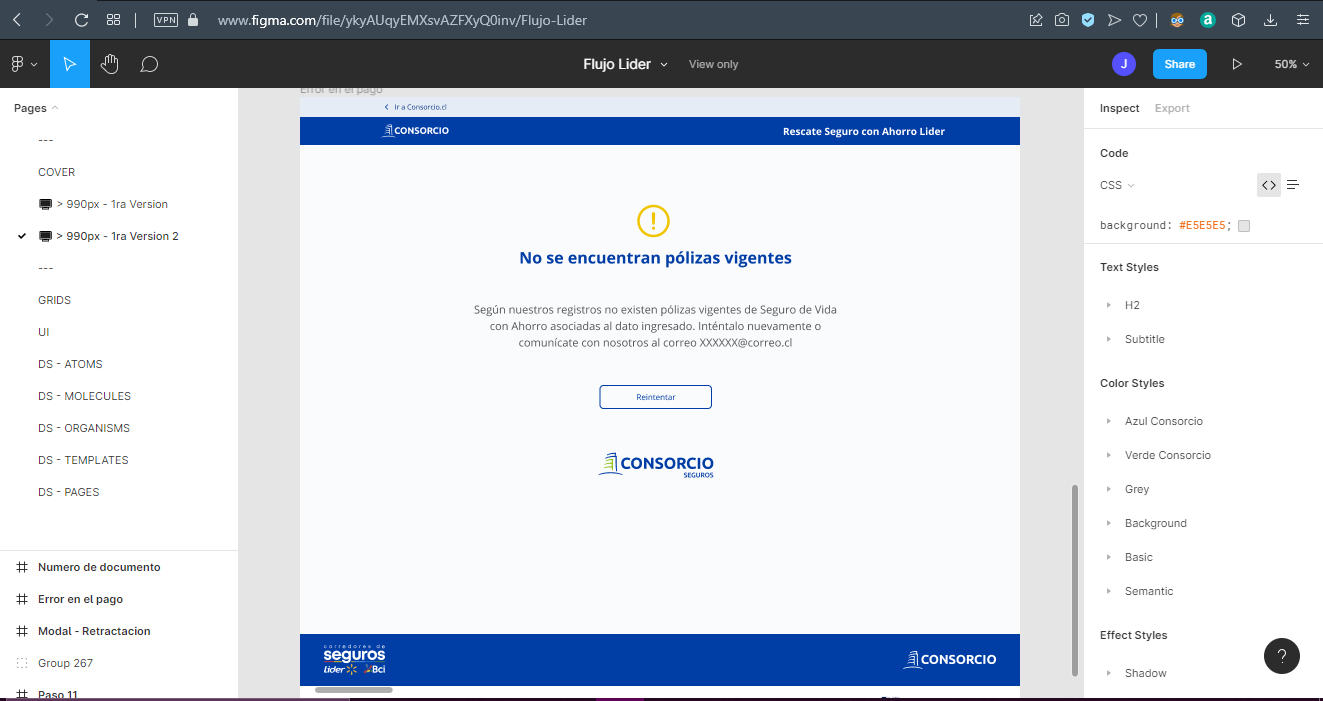 VPN
www.figma.com/file/ykyAUqyEMXsvAZFXyQ0inv/Flujo-Lider
a
Flujo Lider
View only
J
Share
50%
Pages
---
COVER
> 990px - 1ra Version
> 990px - 1ra Version 2
---
GRIDS
UI
DS - ATOMS
DS - MOLECULES
DS - ORGANISMS
DS - TEMPLATES
DS - PAGES
Numero de documento
Error en el pago
Modal - Retractacion
Group 267
Paso 11
Error en el pago
Ir a Consorcio.cl
CONSORCIO
Rescate Seguro con Ahorro Lider
No se encuentran pólizas vigentes
Según nuestros registros no existen pólizas vigentes de Seguro de Vida
con Ahorro asociadas al dato ingresado. Inténtalo nuevamente o
comunícate con nosotros al correo XXXXXX@correo.cl
Reintentar
CONSORCIO
SEGUROS
corredores de
seguros
Lider Bci
CONSORCIO
Inspect
Export
Code
CSS
background: #E5E5E5;
Text Styles
H2
Subtitle
Color Styles
Azul Consorcio
Verde Consorcio
Grey
Background
Basic
Semantic
Effect Styles
Shadow
?